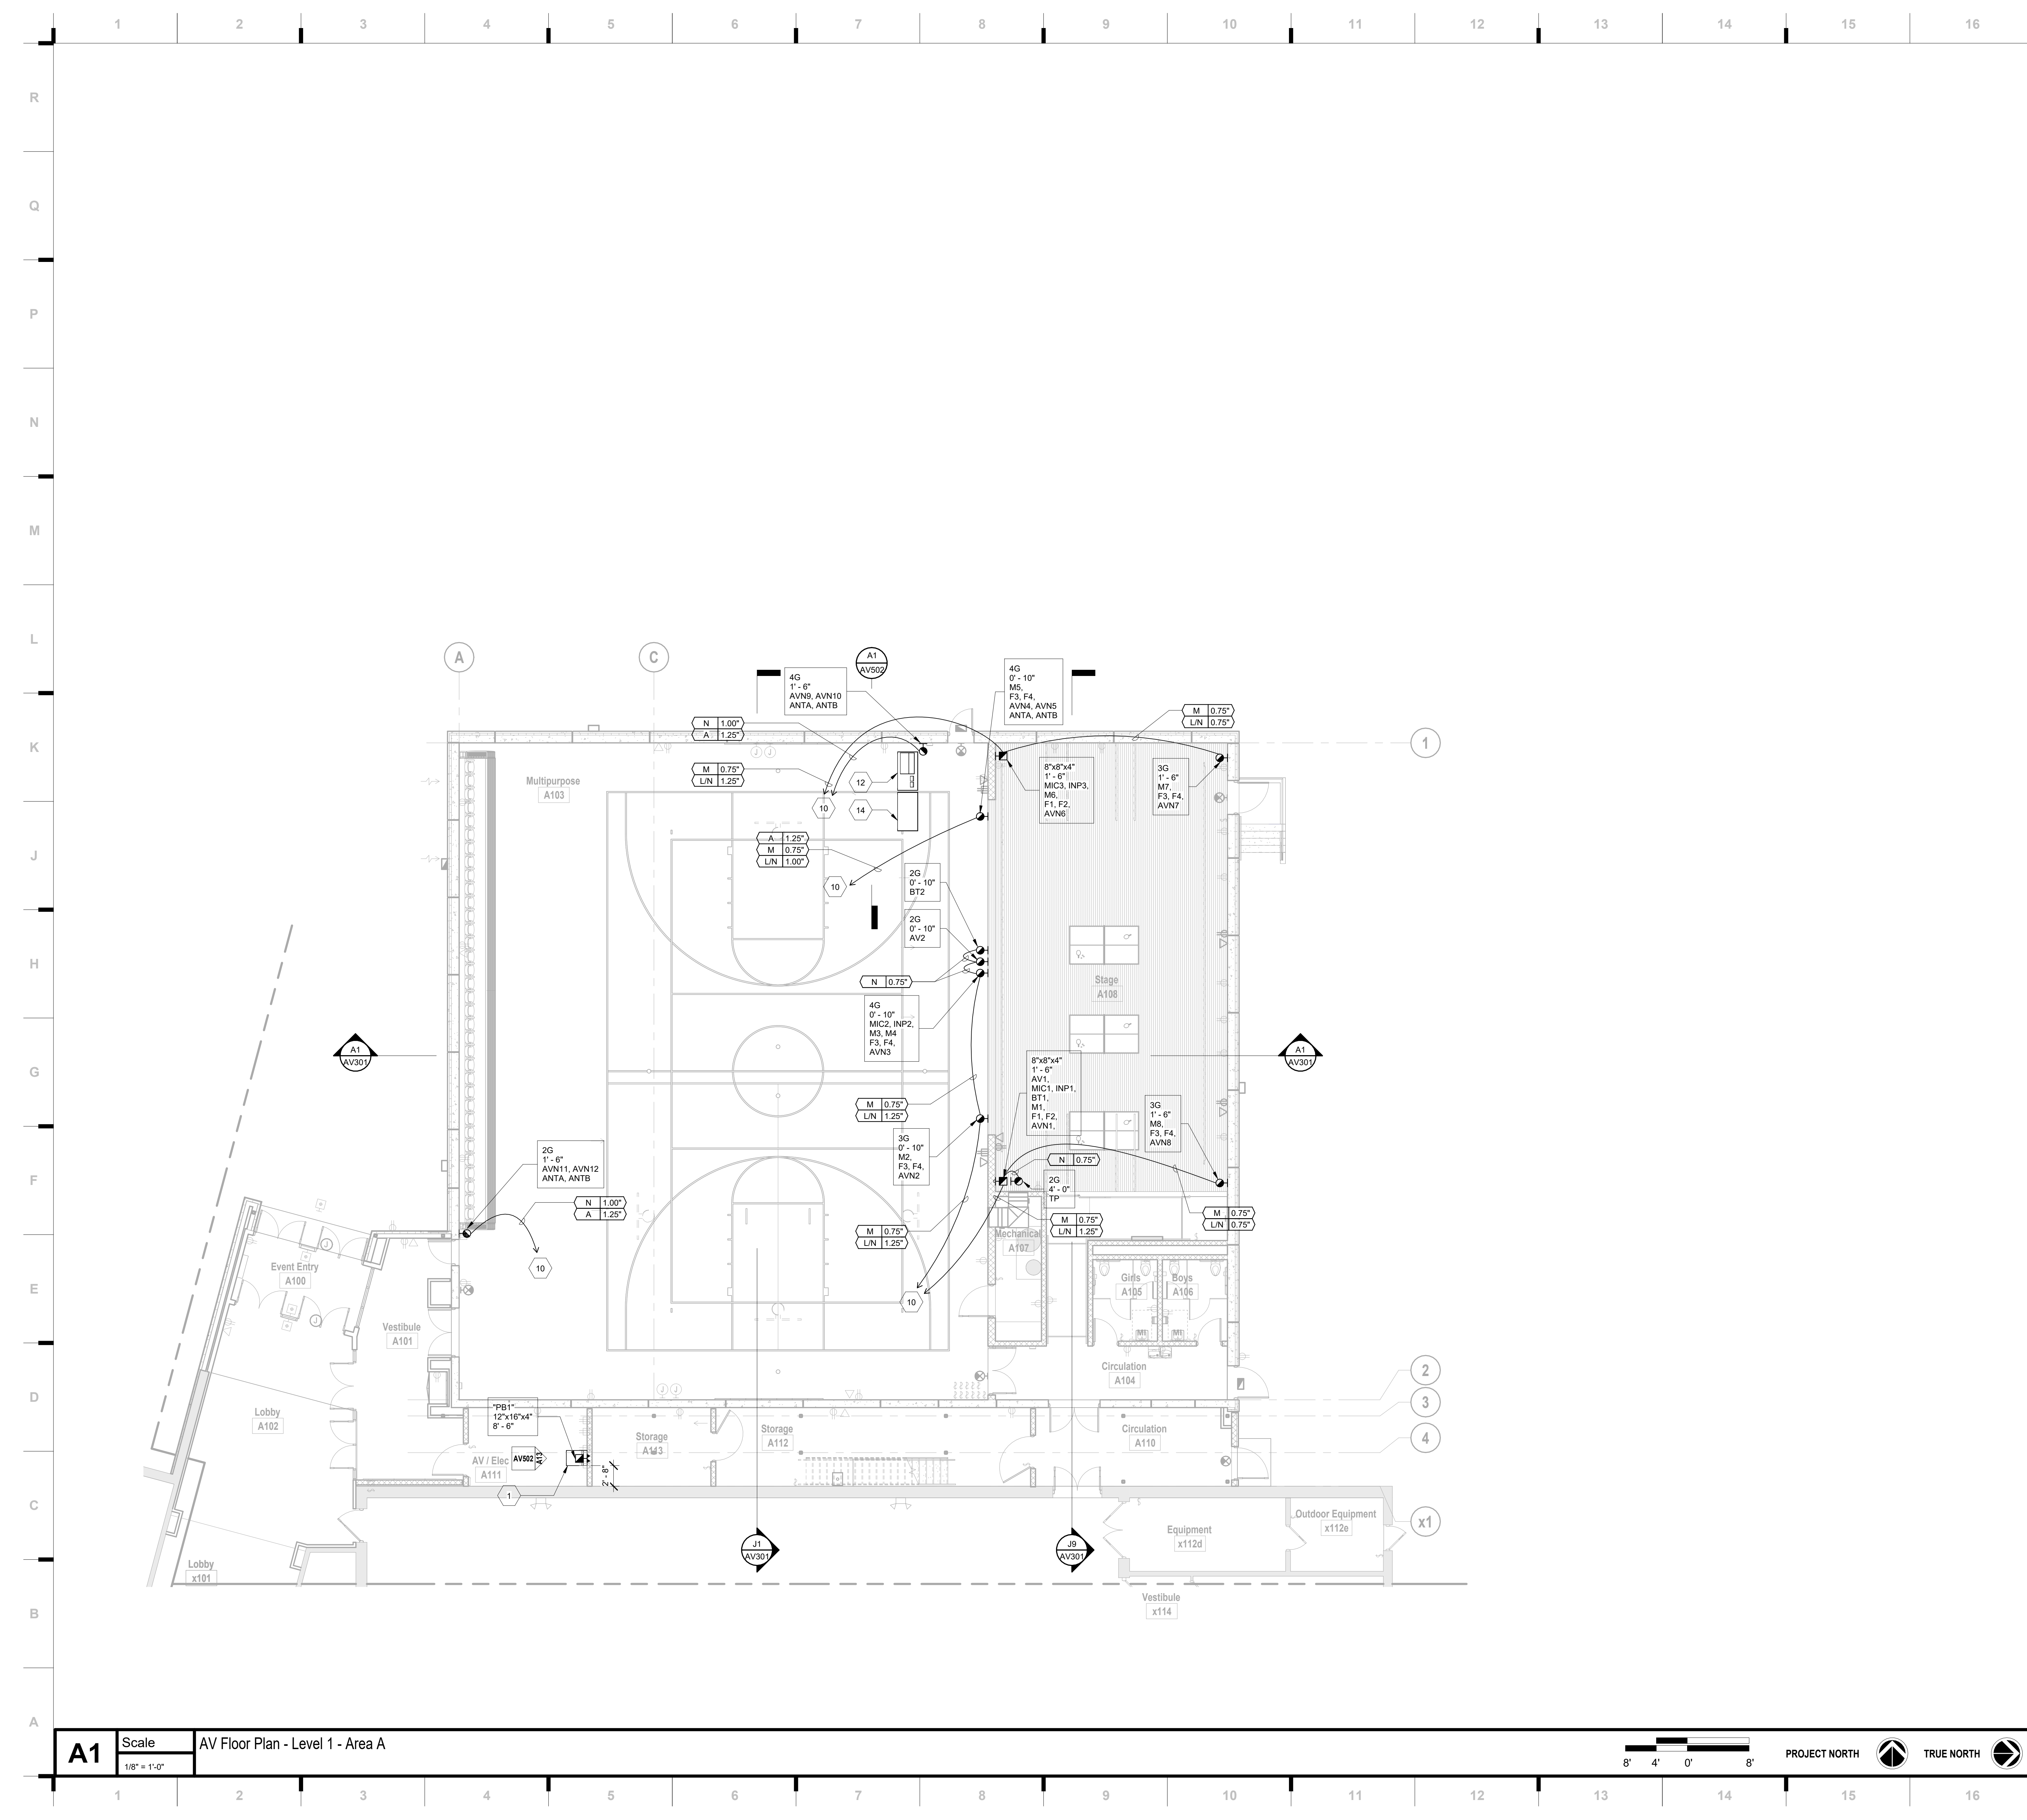 1 2 3 4 5 6 7 8 9 10 11 12 13 14 15 16
R
Q
P
N
M
L
K
J
H
G
F
E
D
C
B
A
A
C
A1
AV502
4G
1' - 6"
AVN9, AVN10
ANTA, ANTB
4G
0' - 10"
M5,
F3, F4,
AVN4, AVN5
ANTA, ANTB
M 0.75"
L/N 0.75"
N 1.00"
A 1.25"
1
M 0.75"
L/N 1.25"
Multipurpose
A103
J J
12
10
14
8"x8"x4"
1' - 6"
MIC3, INP3,
M6,
F1, F2,
AVN6
3G
1' - 6"
M7,
F3, F4,
AVN7
A 1.25"
M 0.75"
L/N 1.00"
10
2G
0' - 10"
BT2
2G
0' - 10"
AV2
N 0.75"
Stage
A108
4G
0' - 10"
MIC2, INP2,
M3, M4
F3, F4,
AVN3
A1
AV301
A1
AV301
8"x8"x4"
1' - 6"
AV1,
MIC1, INP1,
BT1,
M1,
F1, F2,
AVN1,
M 0.75"
L/N 1.25"
3G
1' - 6"
M8,
F3, F4,
AVN8
3G
0' - 10"
M2,
F3, F4,
AVN2
2G
1' - 6"
AVN11, AVN12
ANTA, ANTB
N 0.75"
2G
4' - 0"
TP
N 1.00"
A 1.25"
M 0.75"
L/N 0.75"
M 0.75"
L/N 1.25"
M 0.75"
L/N 1.25"
Mechanical
A107
10
10
J
Event Entry
A100
J
Vestibule
A101
Girls
A105
Boys
A106
Circulation
A104
2
3
4
J J
"PB1"
12"x16"x4"
8' - 6"
Lobby
A102
Storage
A113
Storage
A112
Circulation
A110
AV / Elec
A111
AV502
A13
2' - 8"
1
Outdoor Equipment
x112e
Equipment
x112d
x1
J1
AV301
J9
AV301
Lobby
x101
Vestibule
x114
A1
Scale
1/8" = 1'-0"
AV Floor Plan - Level 1 - Area A
8' 4' 0' 8'
PROJECT NORTH
TRUE NORTH
1 2 3 4 5 6 7 8 9 10 11 12 13 14 15 16